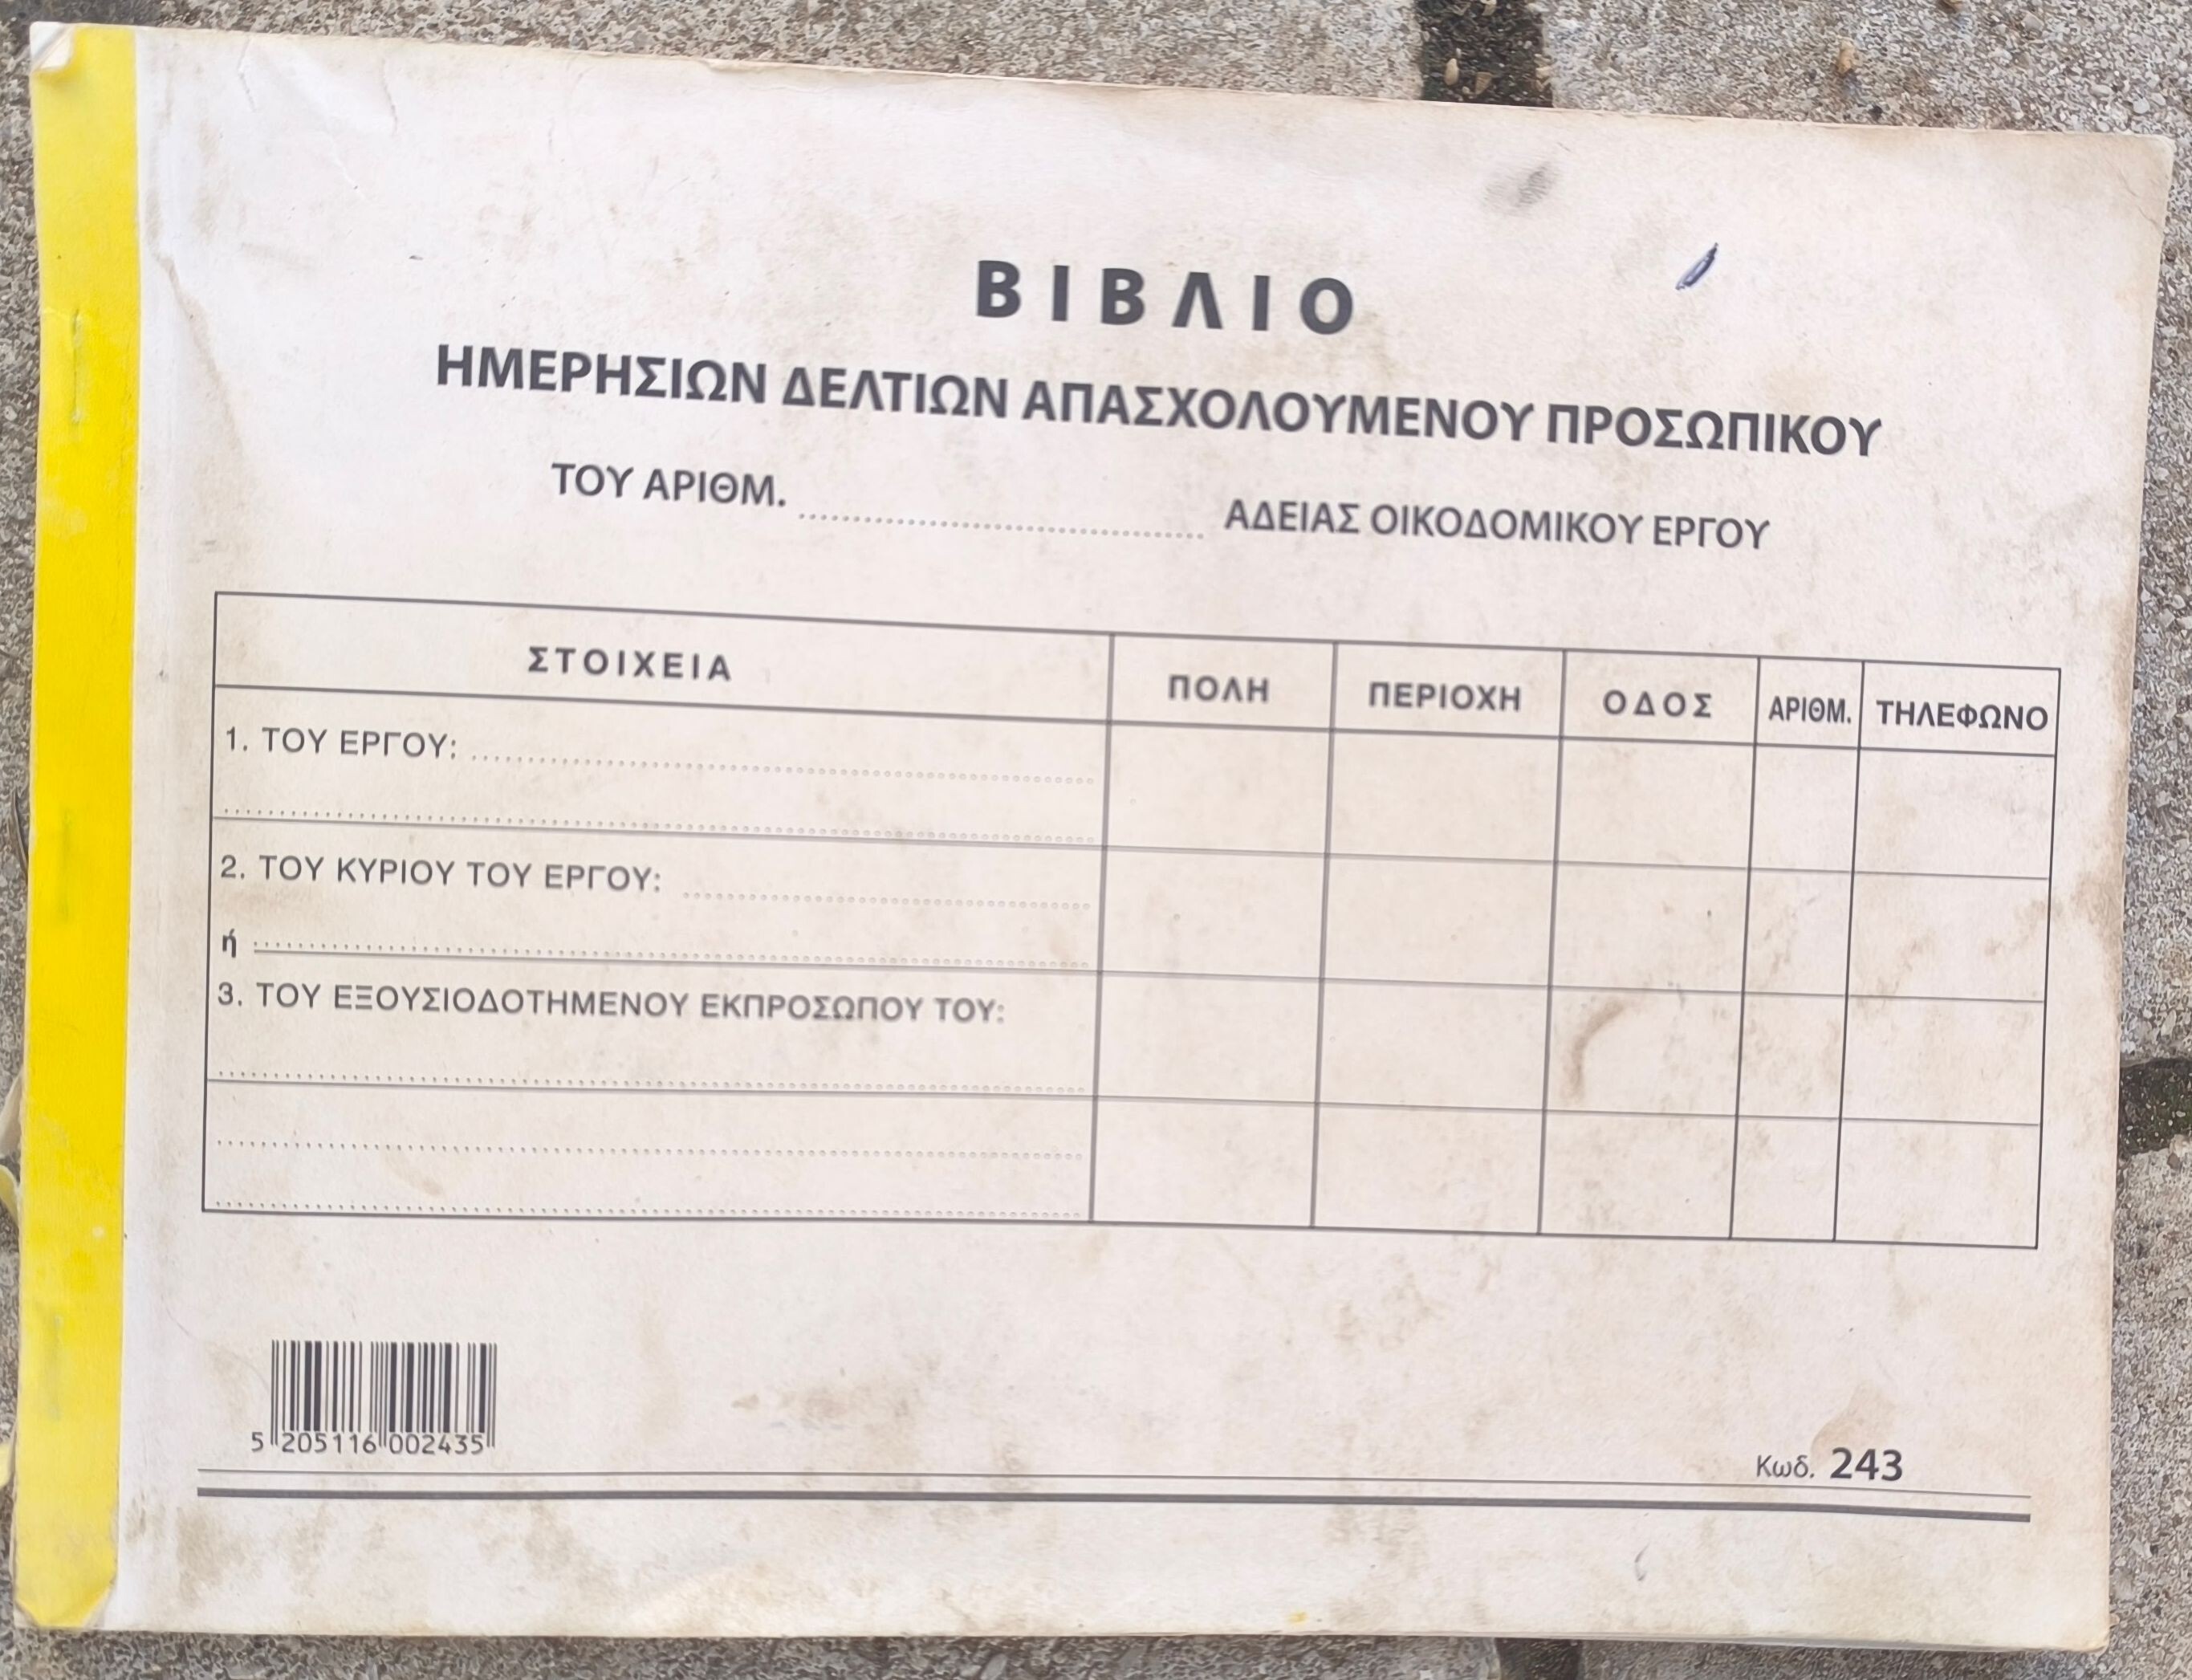 ΒΙΒΛΙΟ
ΗΜΕΡΗΣΙΩΝ ΔΕΛΤΙΩΝ ΑΠΑΣΧΟΛΟΥΜΕΝΟΥ ΠΡΟΣΩΠΙΚΟΥ
ΤΟΥ ΑΡΙΘΜ. ........................................ ΑΔΕΙΑΣ ΟΙΚΟΔΟΜΙΚΟΥ ΕΡΓΟΥ
ΣΤΟΙΧΕΙΑ ΠΟΛΗ ΠΕΡΙΟΧΗ ΟΔΟΣ ΑΡΙΘΜ. ΤΗΛΕΦΩΝΟ
1. ΤΟΥ ΕΡΓΟΥ:
2. ΤΟΥ ΚΥΡΙΟΥ ΤΟΥ ΕΡΓΟΥ:
ή
3. ΤΟΥ ΕΞΟΥΣΙΟΔΟΤΗΜΕΝΟΥ ΕΚΠΡΟΣΩΠΟΥ ΤΟΥ:
5 205116 002435
Κωδ. 243